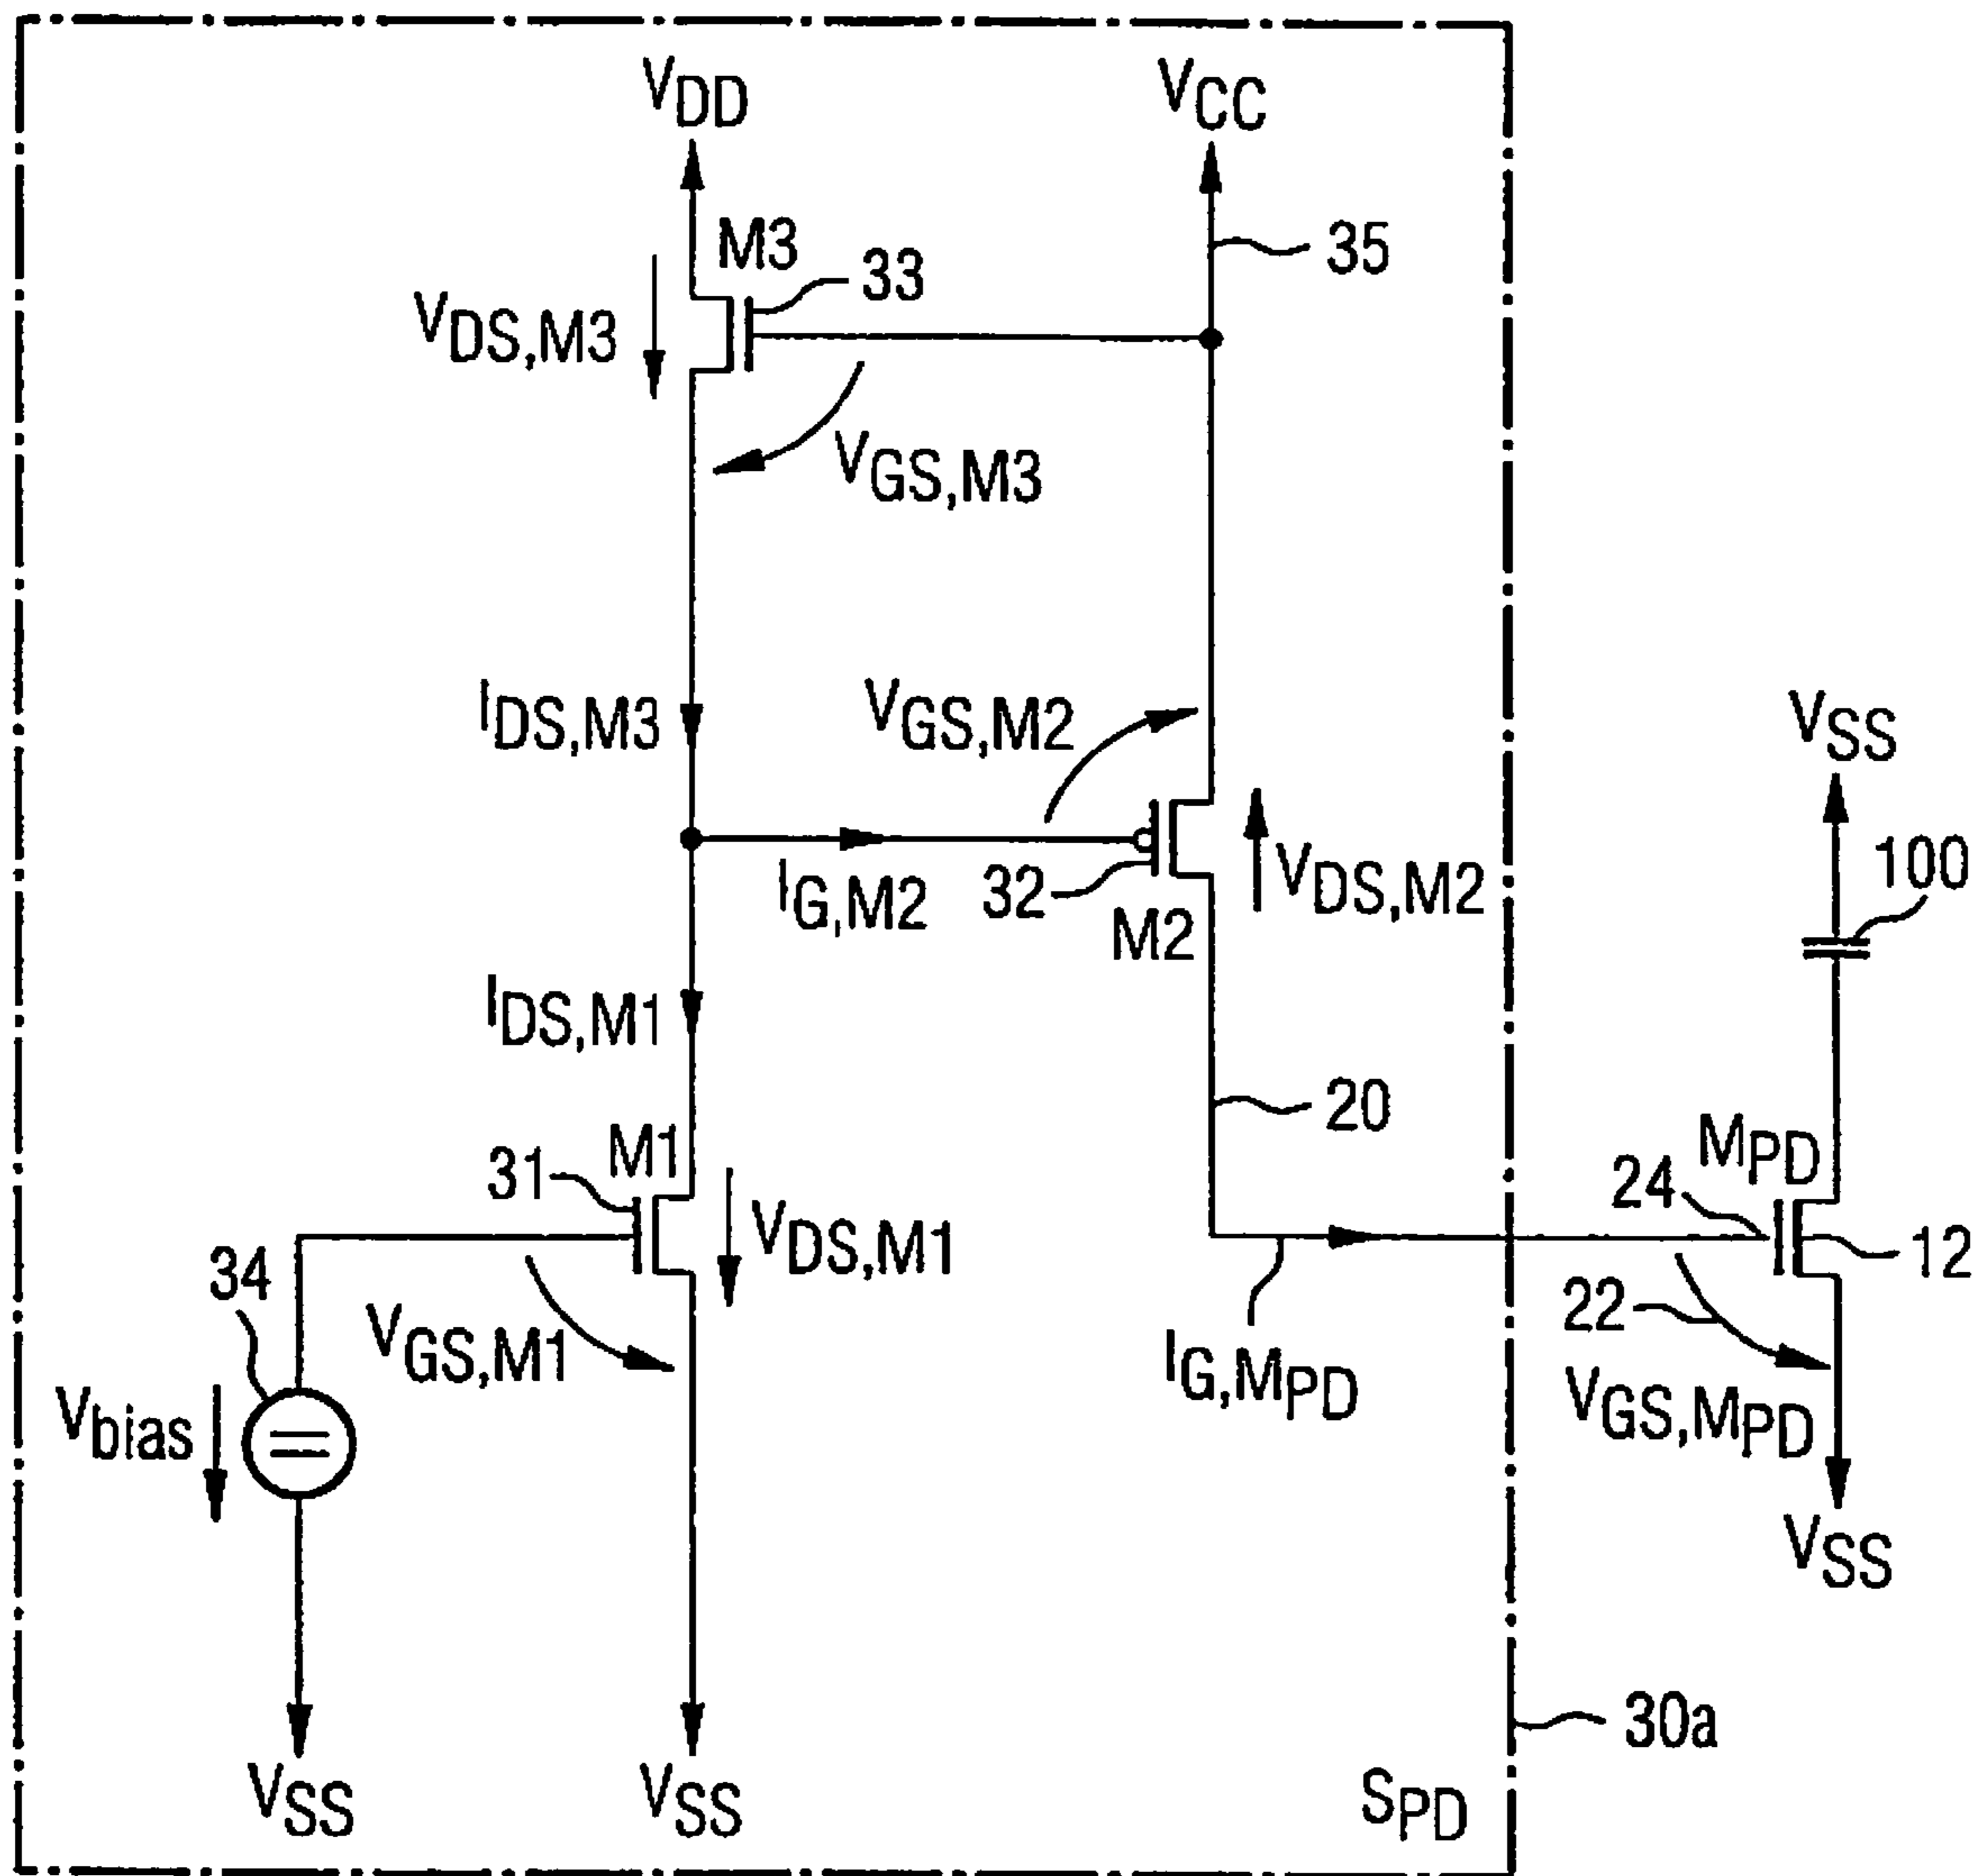 VDD
VCC
M3
33
35
VDS,M3
VGS,M3
IDS,M3
VGS,M2
VSS
100
IG,M2
32
VDS,M2
M2
IDS,M1
20
MPD
M1
31
24
VDS,M1
12
34
22
VGS,M1
IG,MPD
VGS,MPD
Vbias
VSS
30a
VSS
VSS
SPD